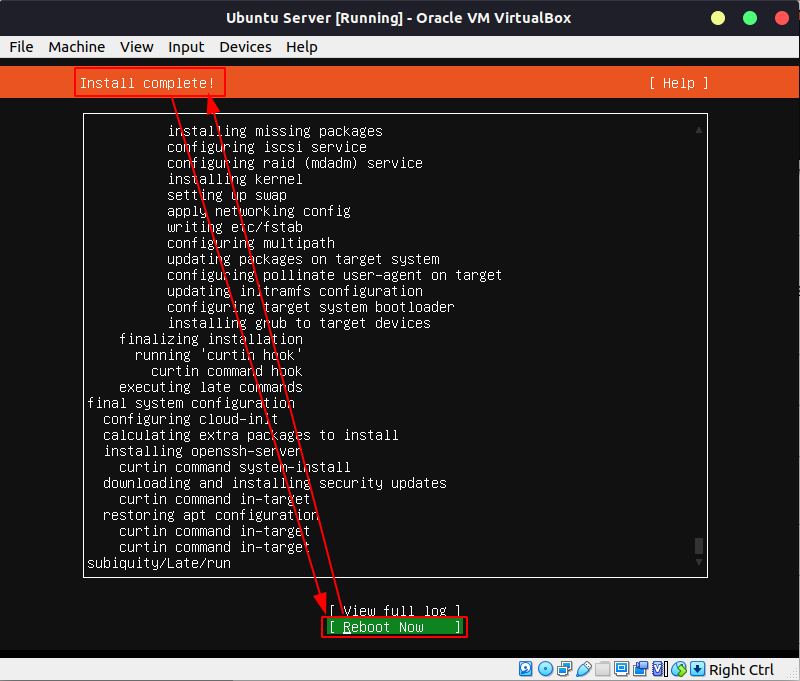 Ubuntu Server [Running] - Oracle VM VirtualBox
File Machine View Input Devices Help
Install complete! [ Help ]
installing missing packages
configuring iscsi service
configuring raid (mdadm) service
installing kernel
setting up swap
apply networking config
writing etc/fstab
configuring multipath
updating packages on target system
configuring pollinate user-agent on target
updating initramfs configuration
configuring target system bootloader
installing grub to target devices
finalizing installation
running 'curtin hook'
curtin command hook
executing late commands
final system configuration
configuring cloud-init
calculating extra packages to install
installing openssh-server
curtin command system-install
downloading and installing security updates
curtin command in-target
restoring apt configuration
curtin command in-target
curtin command in-target
subiquity/Late/run
[ View full log ]
[ Reboot Now ]
Right Ctrl